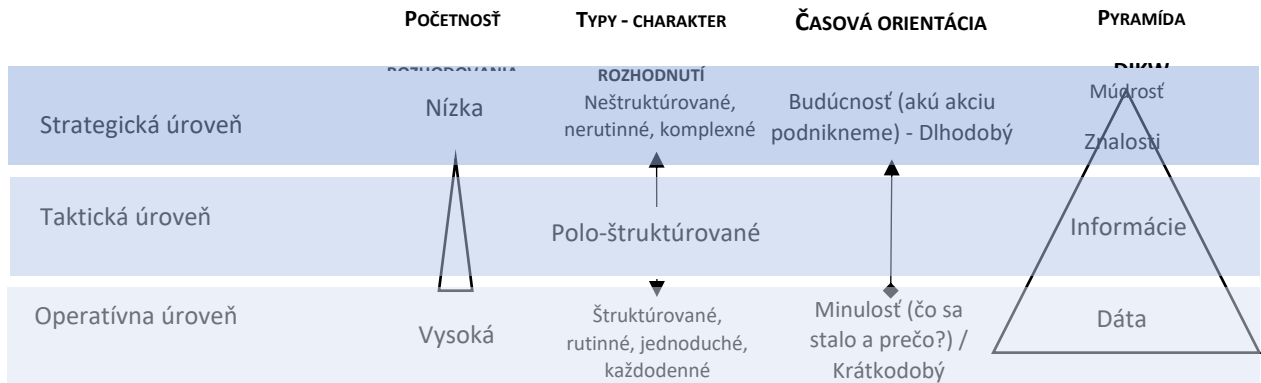 POČETNOSŤ
ROZHODOVANIA
TYPY - CHARAKTER
ROZHODNUTÍ
ČASOVÁ ORIENTÁCIA
PYRAMÍDA
DIKW
Strategická úroveň
Nízka
Neštruktúrované,
nerutinné, komplexné
Budúcnosť (akú akciu
podnikneme) - Dlhodobý
Múdrosť
Znalosti
Taktická úroveň
Polo-štruktúrované
Informácie
Operatívna úroveň
Vysoká
Štruktúrované,
rutinné, jednoduché,
každodenné
Minulosť (čo sa
stalo a prečo?) /
Krátkodobý
Dáta